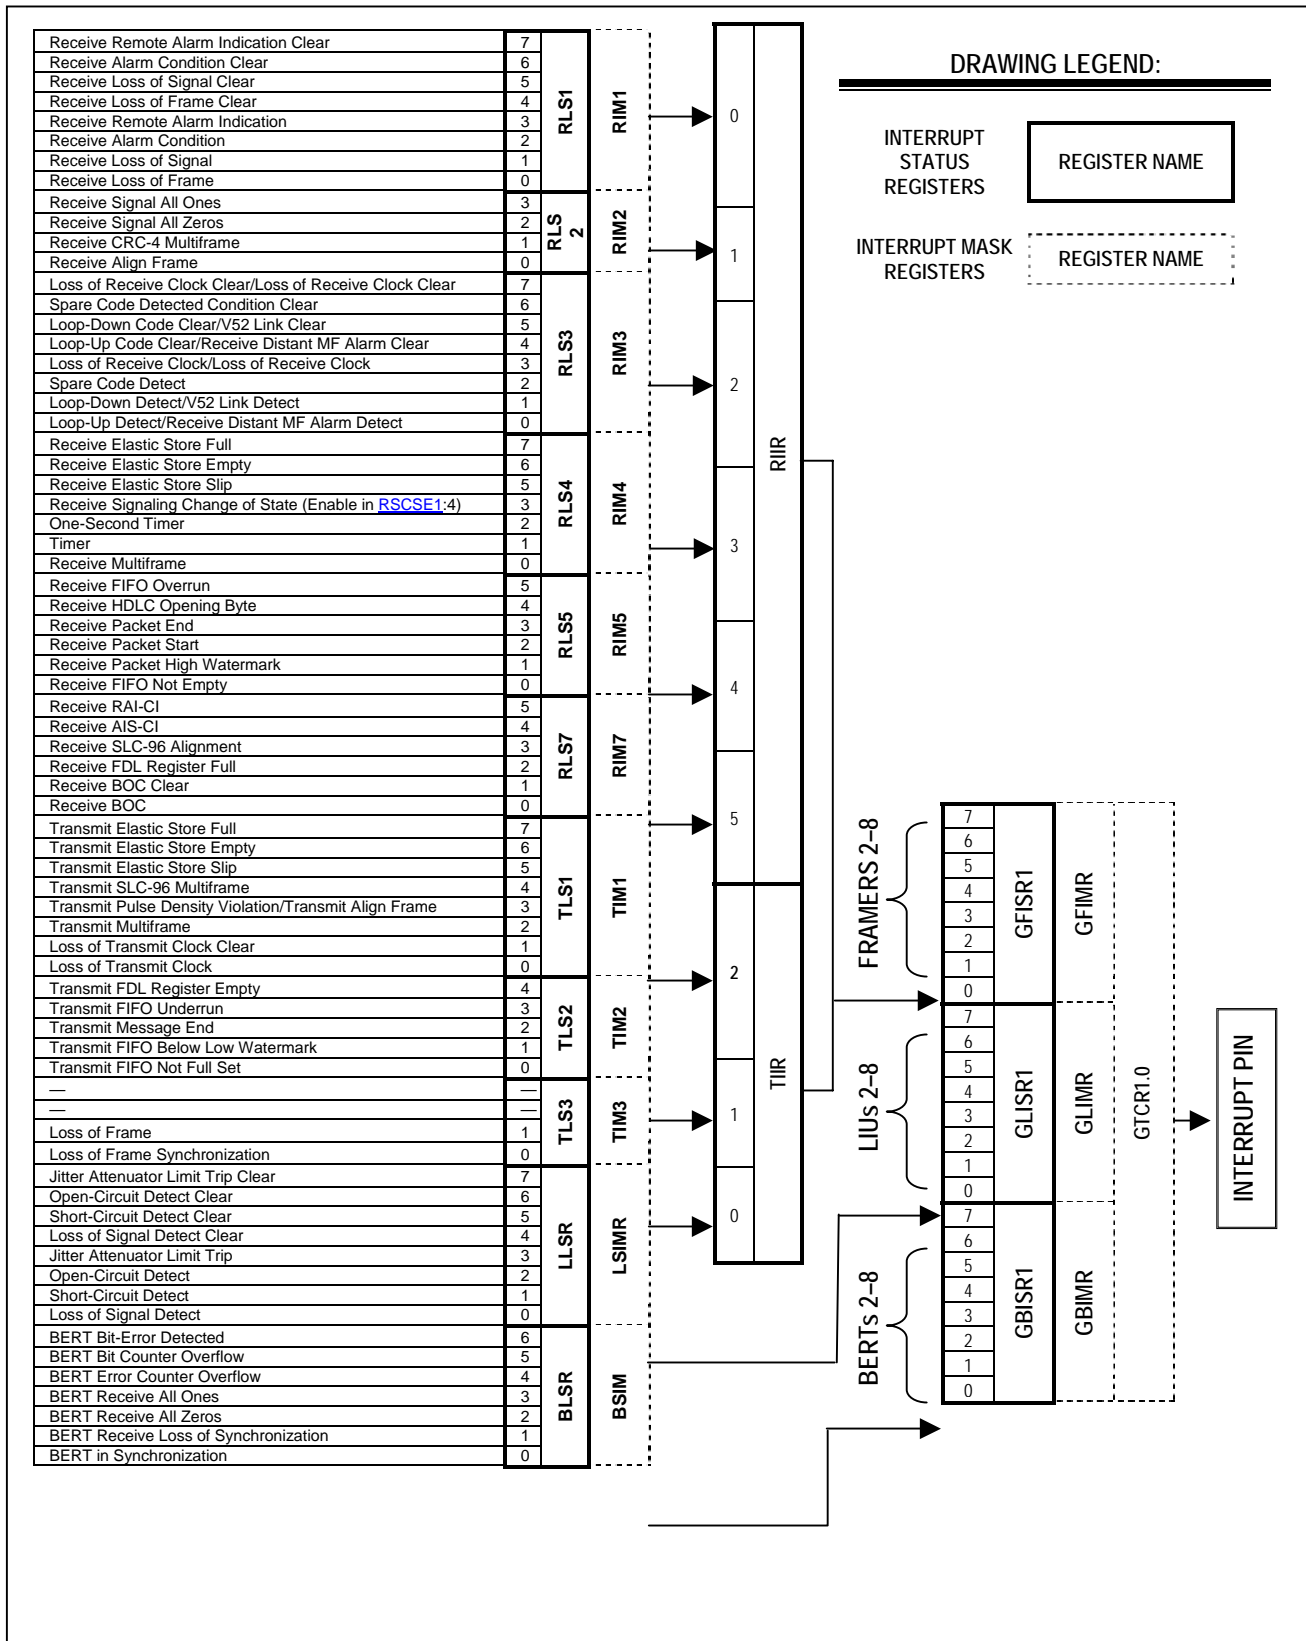 DRAWING LEGEND:
INTERRUPT
STATUS
REGISTERS
REGISTER NAME
INTERRUPT MASK
REGISTERS
REGISTER NAME
Receive Remote Alarm Indication Clear 7
Receive Alarm Condition Clear 6
Receive Loss of Signal Clear 5
Receive Loss of Frame Clear 4
Receive Remote Alarm Indication 3
Receive Alarm Condition 2
Receive Loss of Signal 1
Receive Loss of Frame 0
RLS1
RIM1
Receive Signal All Ones 3
Receive Signal All Zeros 2
Receive CRC-4 Multiframe 1
Receive Align Frame 0
RLS
2
RIM2
Loss of Receive Clock Clear/Loss of Receive Clock Clear 7
Spare Code Detected Condition Clear 6
Loop-Down Code Clear/V52 Link Clear 5
Loop-Up Code Clear/Receive Distant MF Alarm Clear 4
Loss of Receive Clock/Loss of Receive Clock 3
Spare Code Detect 2
Loop-Down Detect/V52 Link Detect 1
Loop-Up Detect/Receive Distant MF Alarm Detect 0
RLS3
RIM3
Receive Elastic Store Full 7
Receive Elastic Store Empty 6
Receive Elastic Store Slip 5
Receive Signaling Change of State (Enable in RSCSE1:4) 3
One-Second Timer 2
Timer 1
Receive Multiframe 0
RLS4
RIM4
Receive FIFO Overrun 5
Receive HDLC Opening Byte 4
Receive Packet End 3
Receive Packet Start 2
Receive Packet High Watermark 1
Receive FIFO Not Empty 0
RLS5
RIM5
Receive RAI-CI 5
Receive AIS-CI 4
Receive SLC-96 Alignment 3
Receive FDL Register Full 2
Receive BOC Clear 1
Receive BOC 0
RLS7
RIM7
Transmit Elastic Store Full 7
Transmit Elastic Store Empty 6
Transmit Elastic Store Slip 5
Transmit SLC-96 Multiframe 4
Transmit Pulse Density Violation/Transmit Align Frame 3
Transmit Multiframe 2
Loss of Transmit Clock Clear 1
Loss of Transmit Clock 0
TLS1
TIM1
Transmit FDL Register Empty 4
Transmit FIFO Underrun 3
Transmit Message End 2
Transmit FIFO Below Low Watermark 1
Transmit FIFO Not Full Set 0
TLS2
TIM2
— —
— —
Loss of Frame 1
Loss of Frame Synchronization 0
TLS3
TIM3
Jitter Attenuator Limit Trip Clear 7
Open-Circuit Detect Clear 6
Short-Circuit Detect Clear 5
Loss of Signal Detect Clear 4
Jitter Attenuator Limit Trip 3
Open-Circuit Detect 2
Short-Circuit Detect 1
Loss of Signal Detect 0
LLSR
LSIMR
BERT Bit-Error Detected 6
BERT Bit Counter Overflow 5
BERT Error Counter Overflow 4
BERT Receive All Ones 3
BERT Receive All Zeros 2
BERT Receive Loss of Synchronization 1
BERT in Synchronization 0
BLSR
BSIM
0
1
2
3
4
5
RIIR
2
1
0
TIIR
FRAMERS 2–8
7
6
5
4
3
2
1
0
GFISR1
GFIMR
LIUs 2–8
7
6
5
4
3
2
1
0
GLISR1
GLIMR
BERTs 2–8
7
6
5
4
3
2
1
0
GBISR1
GBIMR
GTCR1.0
INTERRUPT PIN